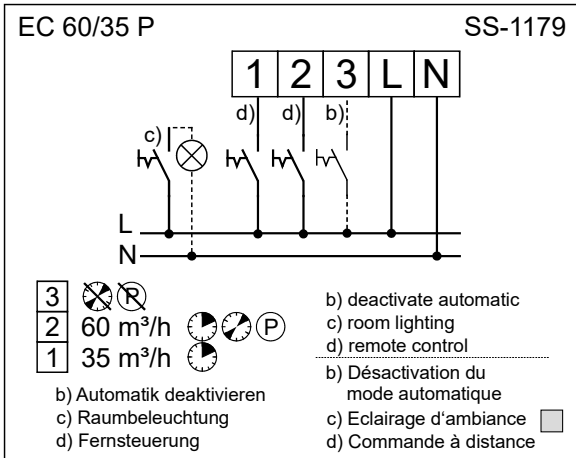 EC 60/35 P SS-1179
1 2 3 L N
d) d) b)
c)
L
N
3 P
2 60 m³/h P
1 35 m³/h
b) Automatik deaktivieren
c) Raumbeleuchtung
d) Fernsteuerung
b) deactivate automatic
c) room lighting
d) remote control
b) Désactivation du
mode automatique
c) Eclairage d‘ambiance
d) Commande à distance